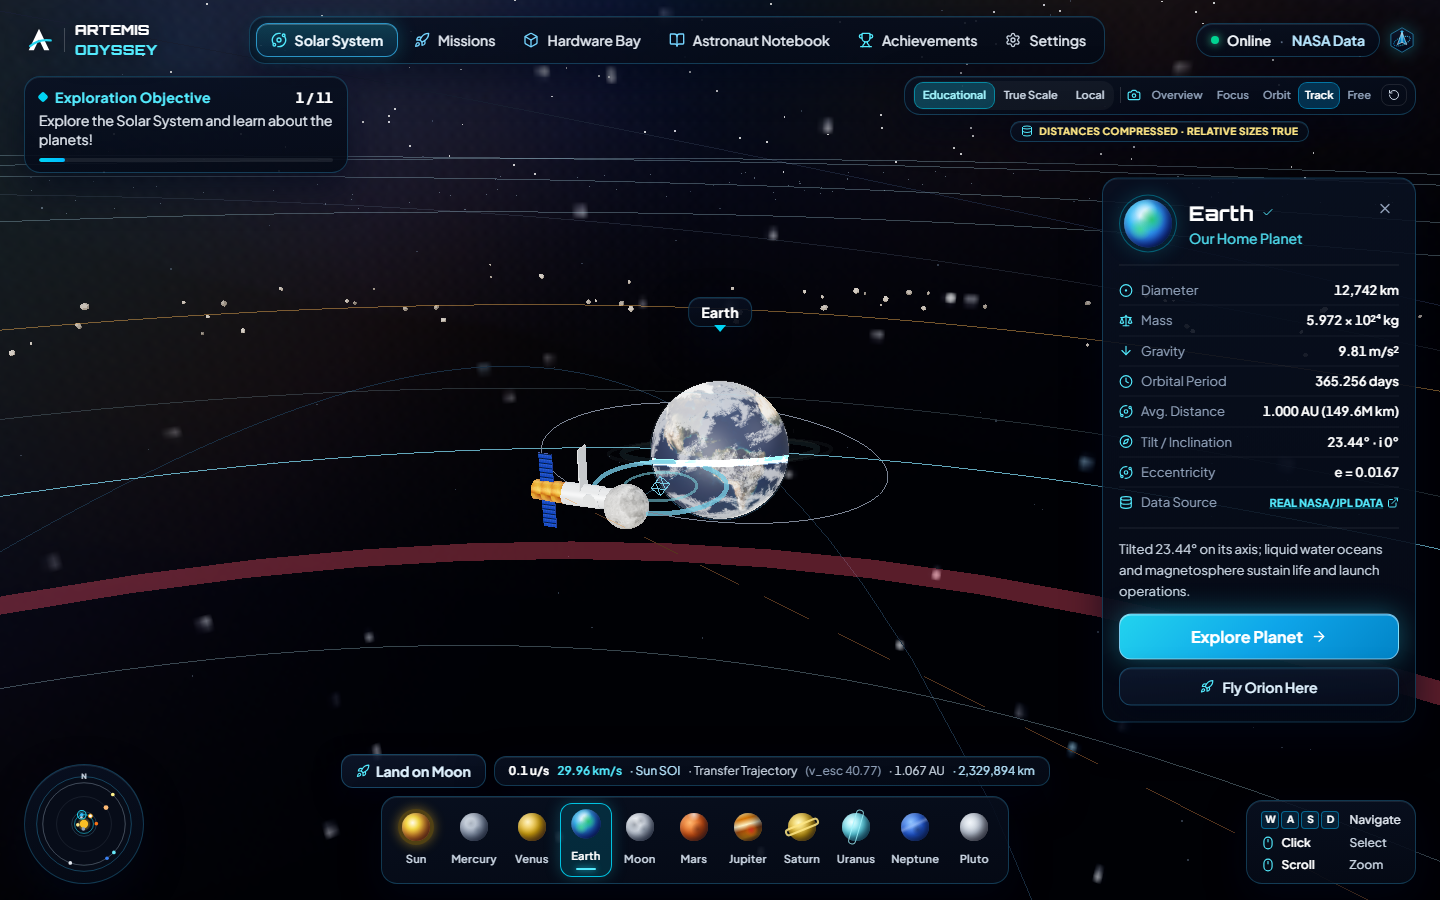 ARTEMIS
ODYSSEY
Solar System
Missions
Hardware Bay
Astronaut Notebook
Achievements
Settings
Online · NASA Data
Exploration Objective 1 / 11
Explore the Solar System and learn about the
planets!
Educational
True Scale
Local
Overview
Focus
Orbit
Track
Free
DISTANCES COMPRESSED · RELATIVE SIZES TRUE
Earth
Earth ✓
Our Home Planet
Diameter 12,742 km
Mass 5.972 × 10²⁴ kg
Gravity 9.81 m/s²
Orbital Period 365.256 days
Avg. Distance 1.000 AU (149.6M km)
Tilt / Inclination 23.44° · i 0°
Eccentricity e = 0.0167
Data Source REAL NASA/JPL DATA
Tilted 23.44° on its axis; liquid water oceans
and magnetosphere sustain life and launch
operations.
Explore Planet →
Fly Orion Here
Land on Moon
0.1 u/s 29.96 km/s · Sun SOI · Transfer Trajectory (v_esc 40.77) · 1.067 AU · 2,329,894 km
N
Sun
Mercury
Venus
Earth
Moon
Mars
Jupiter
Saturn
Uranus
Neptune
Pluto
W A S D Navigate
Click Select
Scroll Zoom